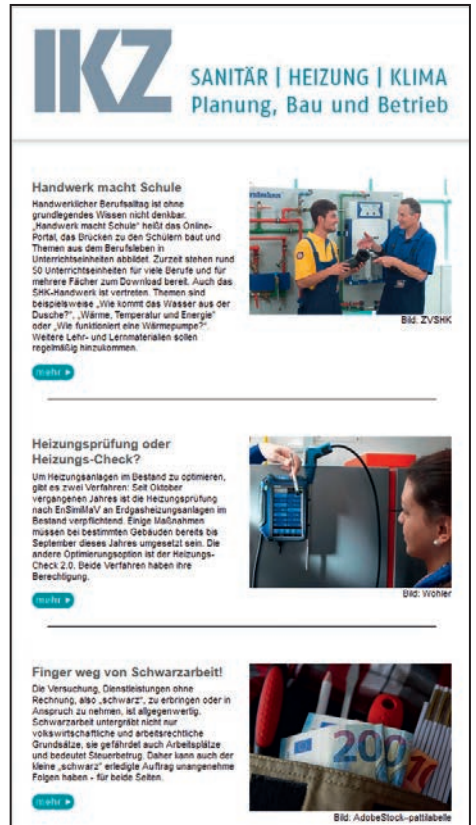 IKZ
SANITÄR | HEIZUNG | KLIMA
Planung, Bau und Betrieb
Handwerk macht Schule
Handwerklicher Berufsalltag ist ohne
grundlegendes Wissen nicht denkbar.
„Handwerk macht Schule" heißt das Online-
Portal, das Brücken zu den Schülern baut und
Themen aus dem Berufsleben in
Unterrichtseinheiten abbildet. Zurzeit stehen rund
50 Unterrichtseinheiten für viele Berufe und für
mehrere Fächer zum Download bereit. Auch das
SHK-Handwerk ist vertreten. Themen sind
beispielsweise „Wie kommt das Wasser aus der
Dusche?", „Wärme, Temperatur und Energie"
oder „Wie funktioniert eine Wärmepumpe?".
Weitere Lehr- und Lernmaterialien sollen
regelmäßig hinzukommen.
Bild: ZVSHK
mehr
Heizungsprüfung oder
Heizungs-Check?
Um Heizungsanlagen im Bestand zu optimieren,
gibt es zwei Verfahren: Seit Oktober
vergangenen Jahres ist die Heizungsprüfung
nach EnSimiMaV an Erdgasheizungsanlagen im
Bestand verpflichtend. Einige Maßnahmen
müssen bei bestimmten Gebäuden bereits bis
September dieses Jahres umgesetzt sein. Die
andere Optimierungsoption ist der Heizungs-
Check 2.0. Beide Verfahren haben ihre
Berechtigung.
Bild: Wöhler
mehr
Finger weg von Schwarzarbeit!
Die Versuchung, Dienstleistungen ohne
Rechnung, also „schwarz", zu erbringen oder in
Anspruch zu nehmen, ist allgegenwärtig.
Schwarzarbeit untergräbt nicht nur
volkswirtschaftliche und arbeitsrechtliche
Grundsätze, sie gefährdet auch Arbeitsplätze
und bedeutet Steuerbetrug. Daher kann auch der
kleine „schwarz" erledigte Auftrag unangenehme
Folgen haben - für beide Seiten.
200
10
Bild: AdobeStock–pattilabelle
mehr